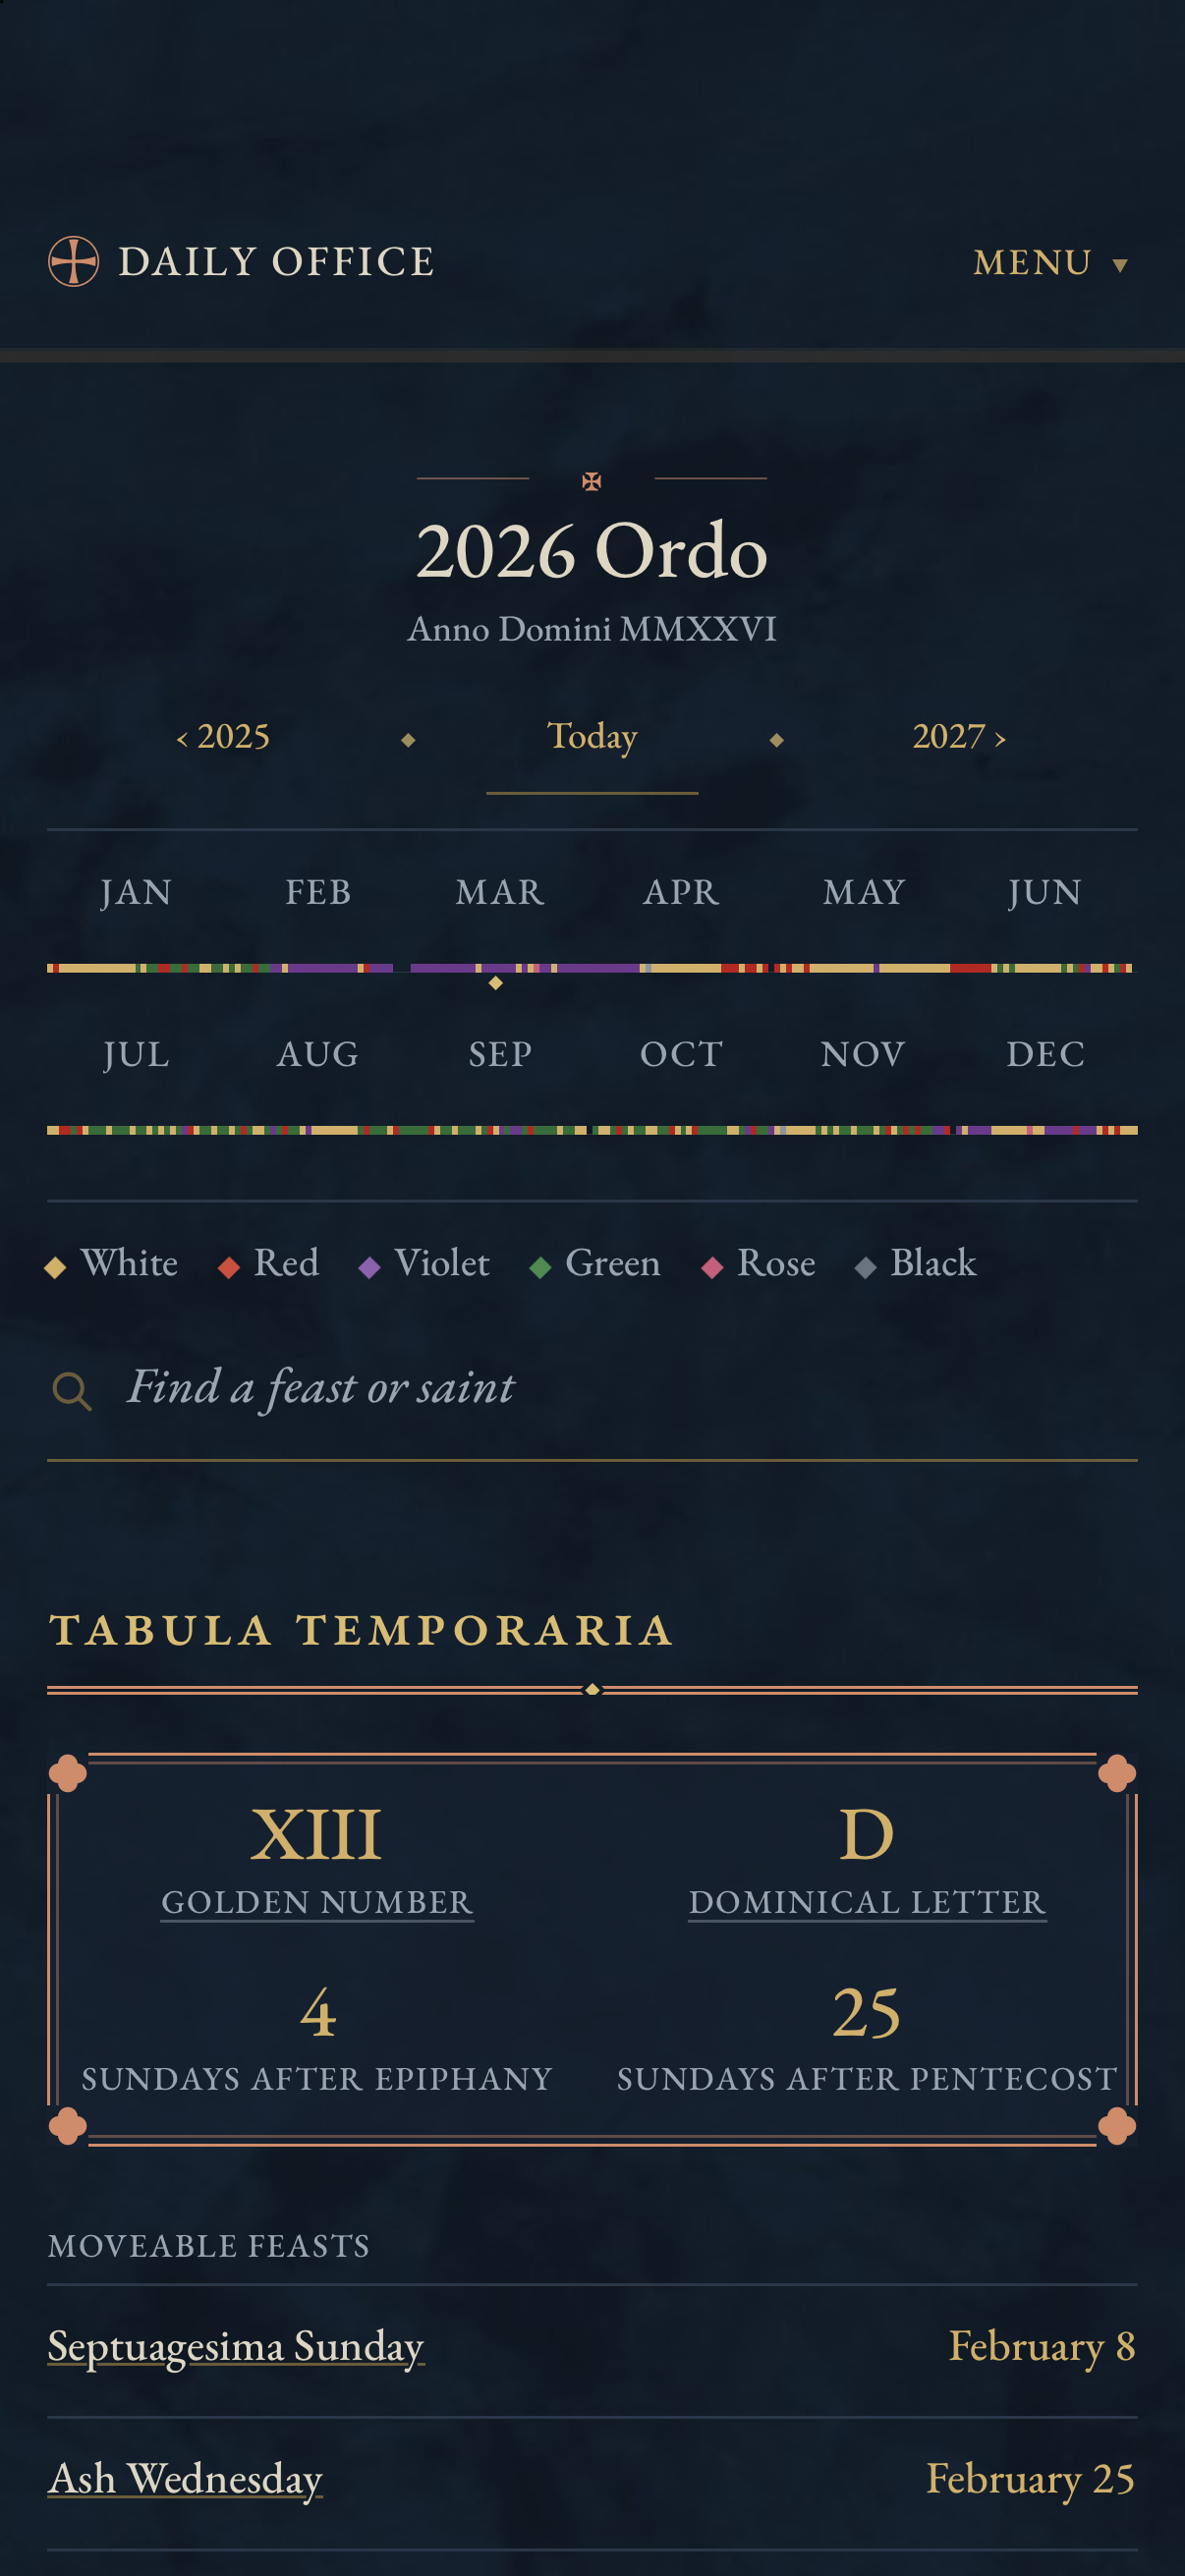 DAILY OFFICE MENU ▼
2026 Ordo
Anno Domini MMXXVI
‹ 2025 ◆ Today ◆ 2027 ›
JAN FEB MAR APR MAY JUN
JUL AUG SEP OCT NOV DEC
◆ White ◆ Red ◆ Violet ◆ Green ◆ Rose ◆ Black
Find a feast or saint
TABULA TEMPORARIA
XIII D
GOLDEN NUMBER DOMINICAL LETTER
4 25
SUNDAYS AFTER EPIPHANY SUNDAYS AFTER PENTECOST
MOVEABLE FEASTS
Septuagesima Sunday February 8
Ash Wednesday February 25